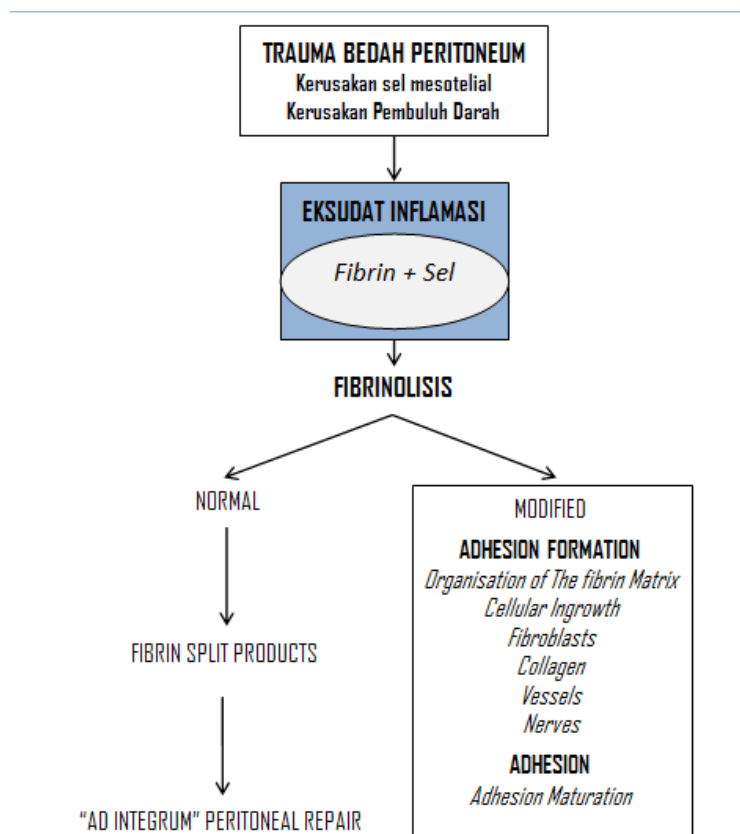 TRAUMA BEDAH PERITONEUM
Kerusakan sel mesotelial
Kerusakan Pembuluh Darah
EKSUDAT INFLAMASI
Fibrin + Sel
FIBRINOLISIS
NORMAL
FIBRIN SPLIT PRODUCTS
"AD INTEGRUM" PERITONEAL REPAIR
MODIFIED
ADHESION FORMATION
Organisation of The fibrin Matrix
Cellular Ingrowth
Fibroblasts
Collagen
Vessels
Nerves
ADHESION
Adhesion Maturation